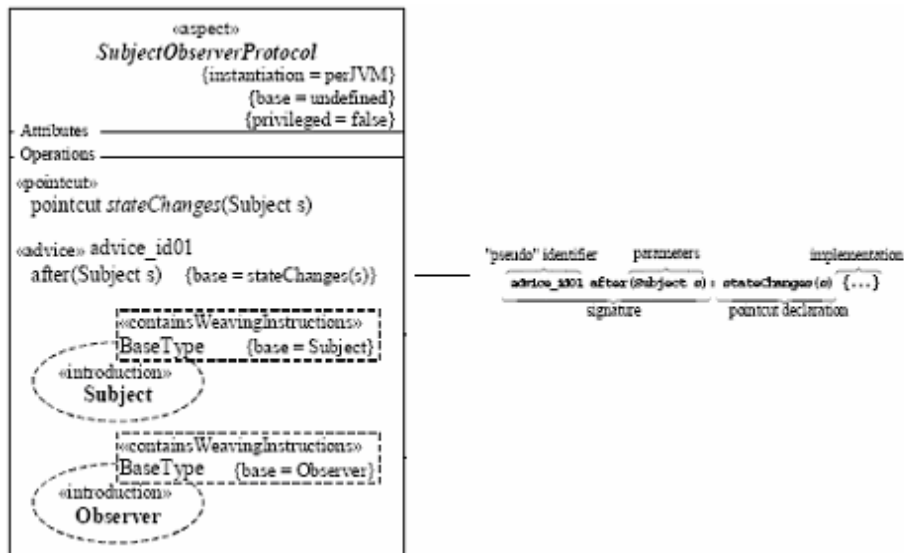 «aspect»
SubjectObserverProtocol
{instantiation = perJVM}
{base = undefined}
{privileged = false}
Attributes
Operations
«pointcut»
pointcut stateChanges(Subject s)
«advice» advice_id01
after(Subject s) {base = stateChanges(s)}
«containsWeavingInstructions»
BaseType {base = Subject}
«introduction»
Subject
«containsWeavingInstructions»
BaseType {base = Observer}
«introduction»
Observer
"pseudo" identifier parameters implementation
advice_id01 after(Subject s): stateChanges(s) {...}
signature pointcut declaration